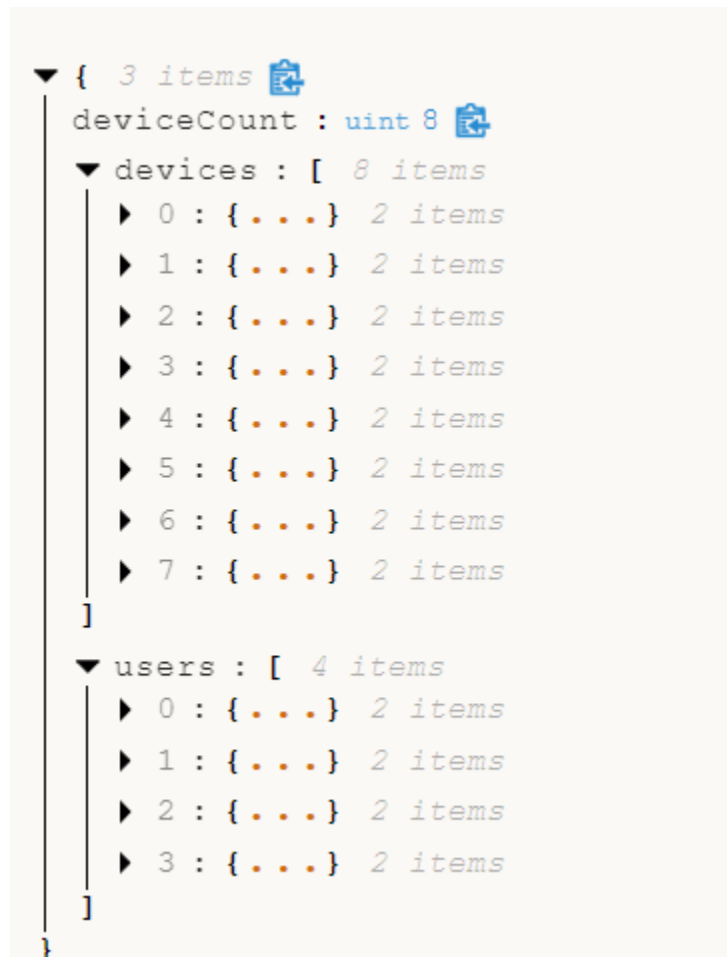 { 3 items
deviceCount : uint 8
devices : [ 8 items
0 : {...} 2 items
1 : {...} 2 items
2 : {...} 2 items
3 : {...} 2 items
4 : {...} 2 items
5 : {...} 2 items
6 : {...} 2 items
7 : {...} 2 items
]
users : [ 4 items
0 : {...} 2 items
1 : {...} 2 items
2 : {...} 2 items
3 : {...} 2 items
]
}